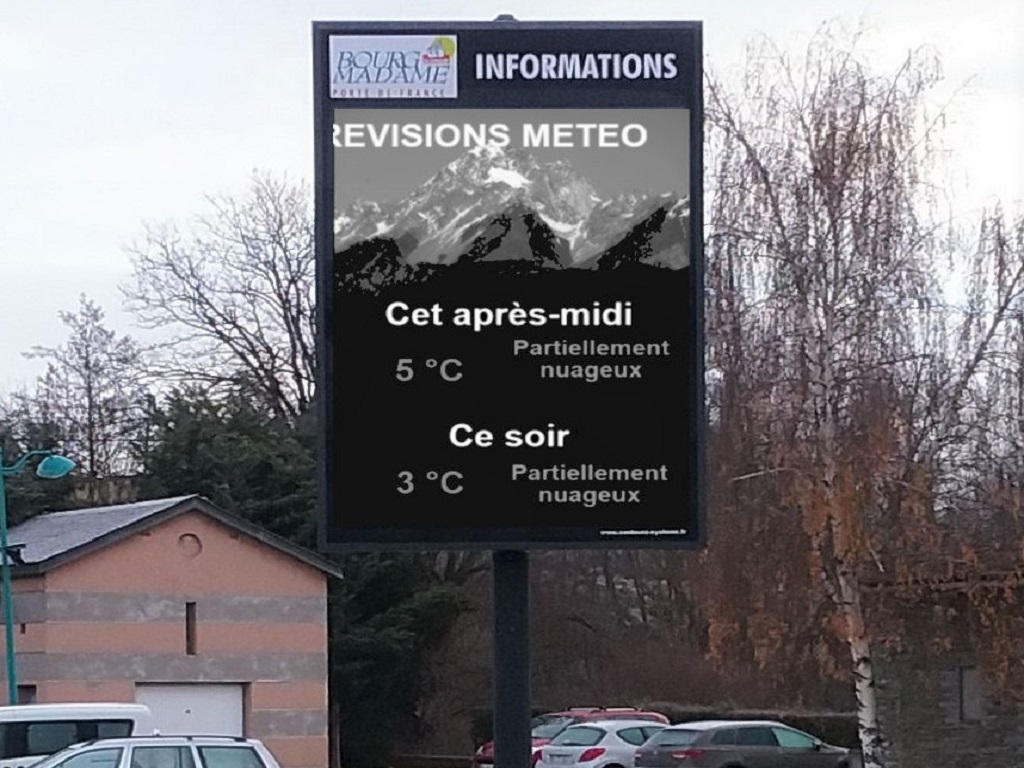 BOURG
MADAME
PORTE DE FRANCE
INFORMATIONS
REVISIONS METEO
Cet après-midi
5 °C
Partiellement
nuageux
Ce soir
3 °C
Partiellement
nuageux